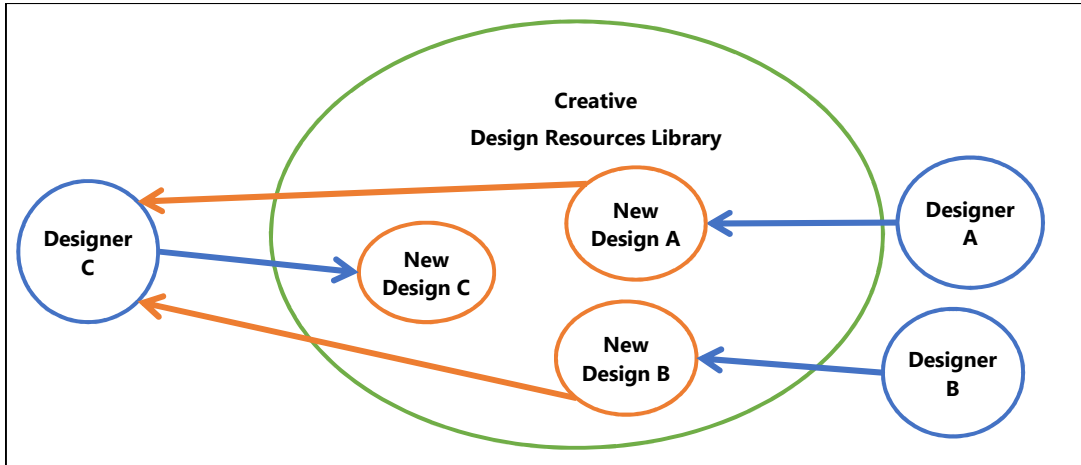 Creative
Design Resources Library
Designer
C
New
Design C
New
Design A
New
Design B
Designer
A
Designer
B